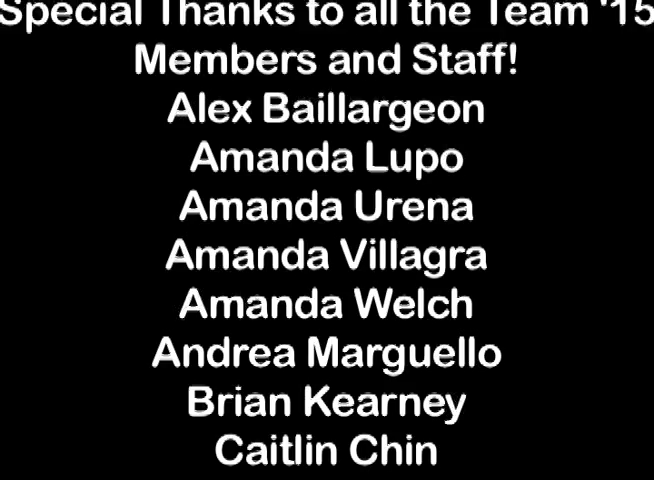 Special Thanks to all the Team '15
Members and Staff!
Alex Baillargeon
Amanda Lupo
Amanda Urena
Amanda Villagra
Amanda Welch
Andrea Marguello
Brian Kearney
Caitlin Chin